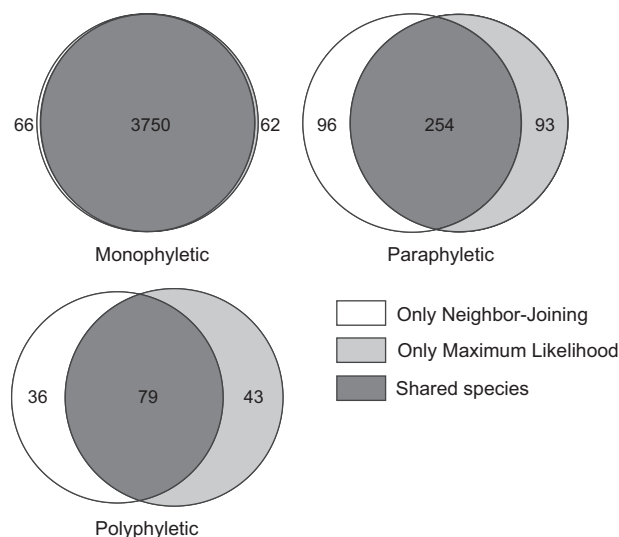 66 3750 62
96 254 93
Monophyletic
Paraphyletic
36 79 43
Only Neighbor-Joining
Only Maximum Likelihood
Shared species
Polyphyletic